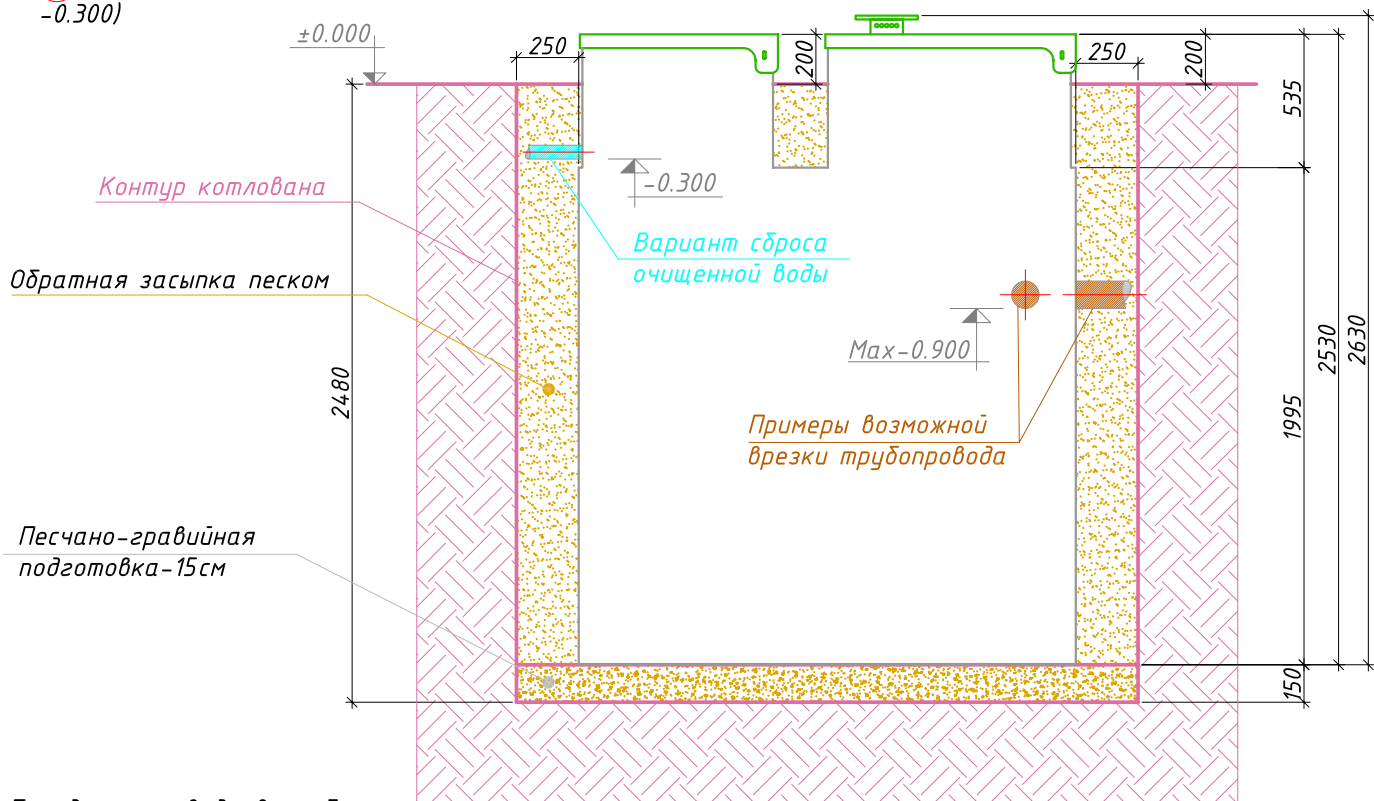 -0.300)
±0.000
250
200
250
200
535
Контур котлована
-0.300
Вариант сброса
очищенной воды
Обратная засыпка песком
Max-0.900
2480
2530
2630
1995
Примеры возможной
врезки трубопровода
Песчано-гравийная
подготовка-15см
150